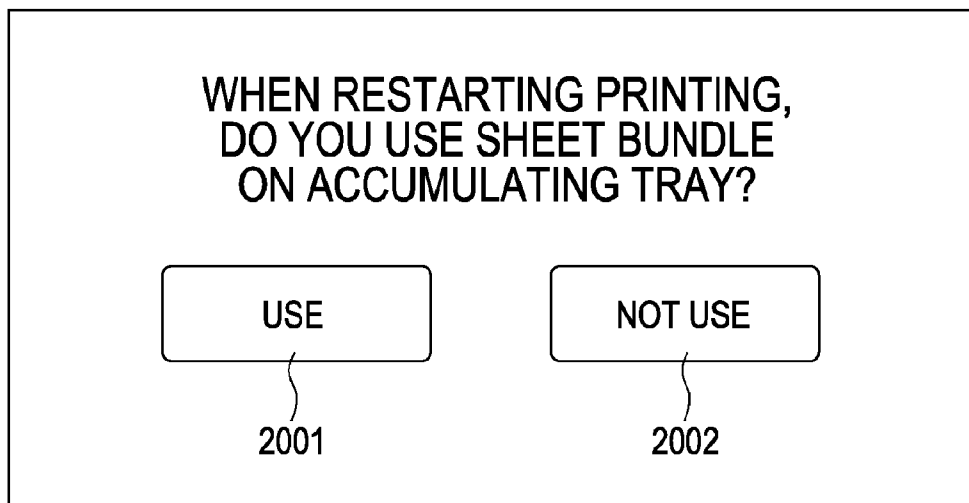 WHEN RESTARTING PRINTING,
DO YOU USE SHEET BUNDLE
ON ACCUMULATING TRAY?
USE
NOT USE
2001
2002